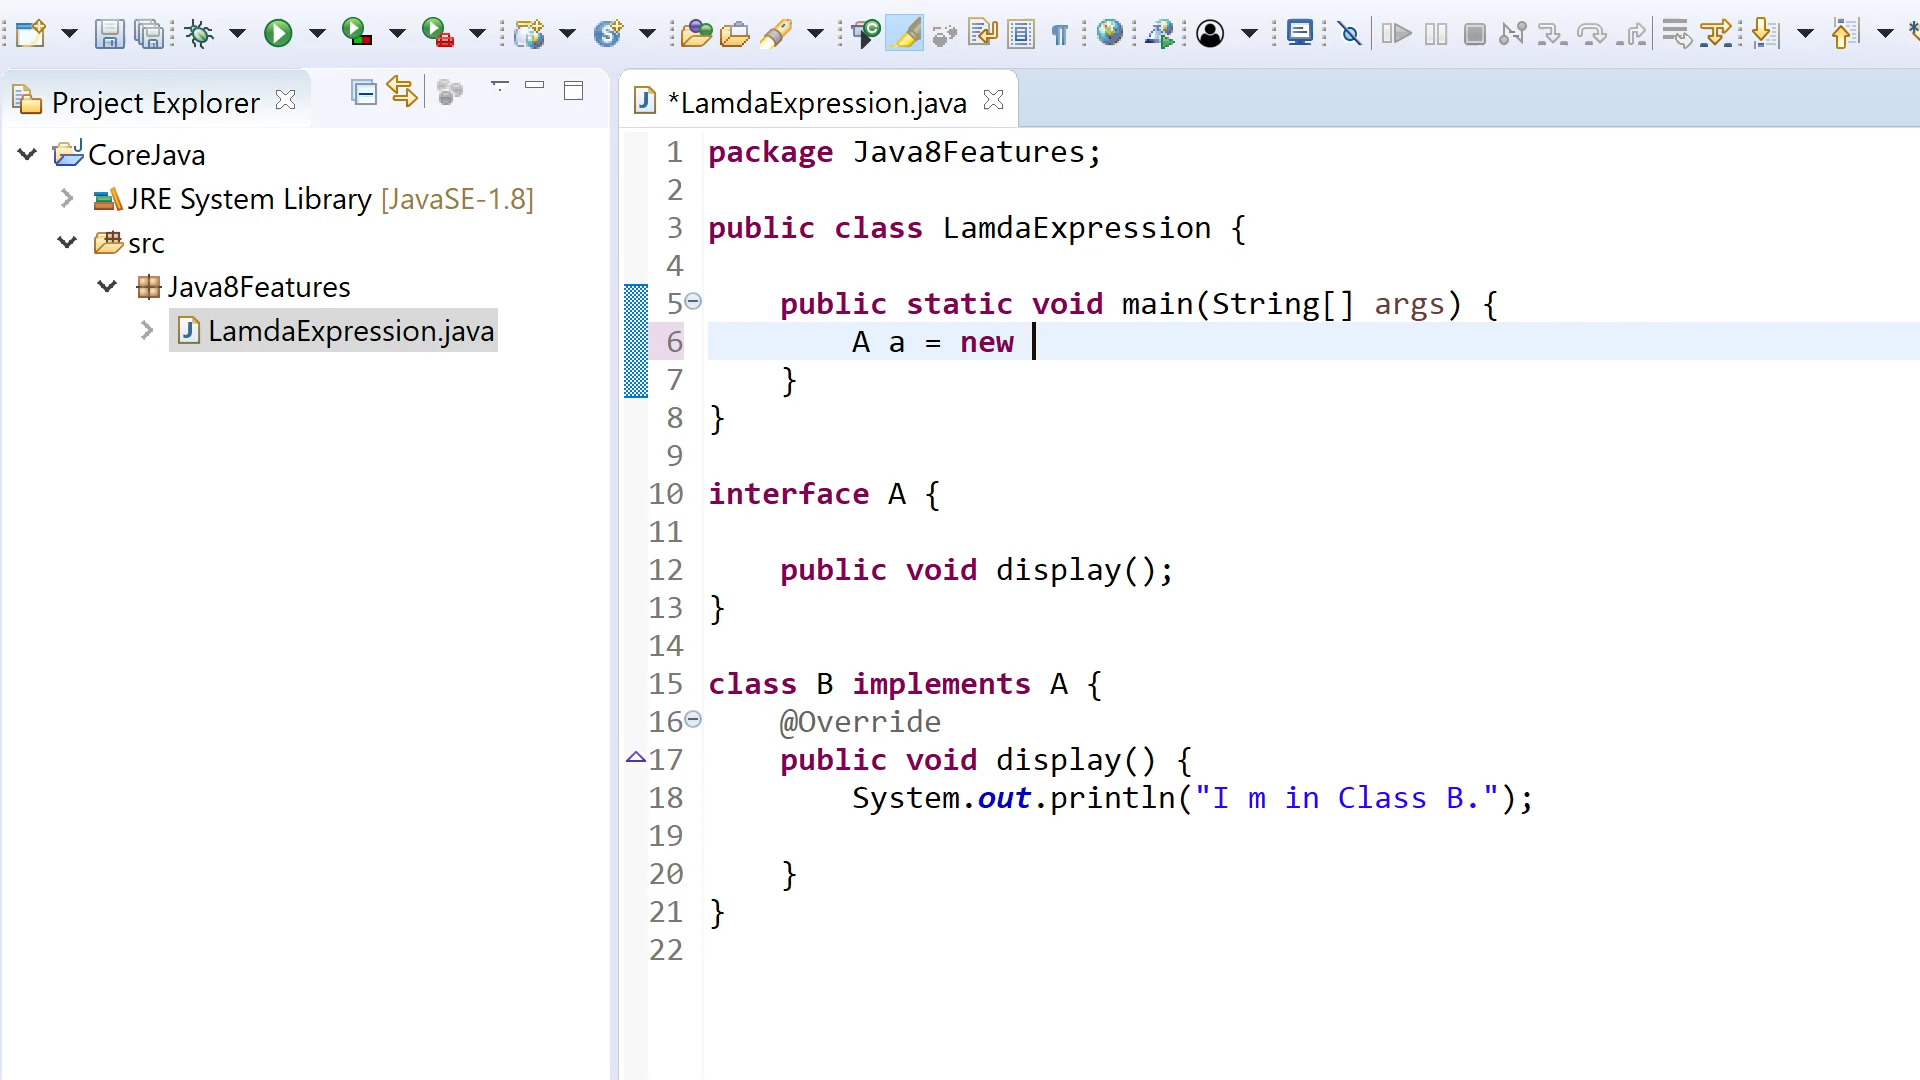 Project Explorer
CoreJava
JRE System Library [JavaSE-1.8]
src
Java8Features
LamdaExpression.java
*LamdaExpression.java
1 package Java8Features;
2
3 public class LamdaExpression {
4
5 public static void main(String[] args) {
6 A a = new
7 }
8 }
9
10 interface A {
11
12 public void display();
13 }
14
15 class B implements A {
16 @Override
17 public void display() {
18 System.out.println("I m in Class B.");
19
20 }
21 }
22